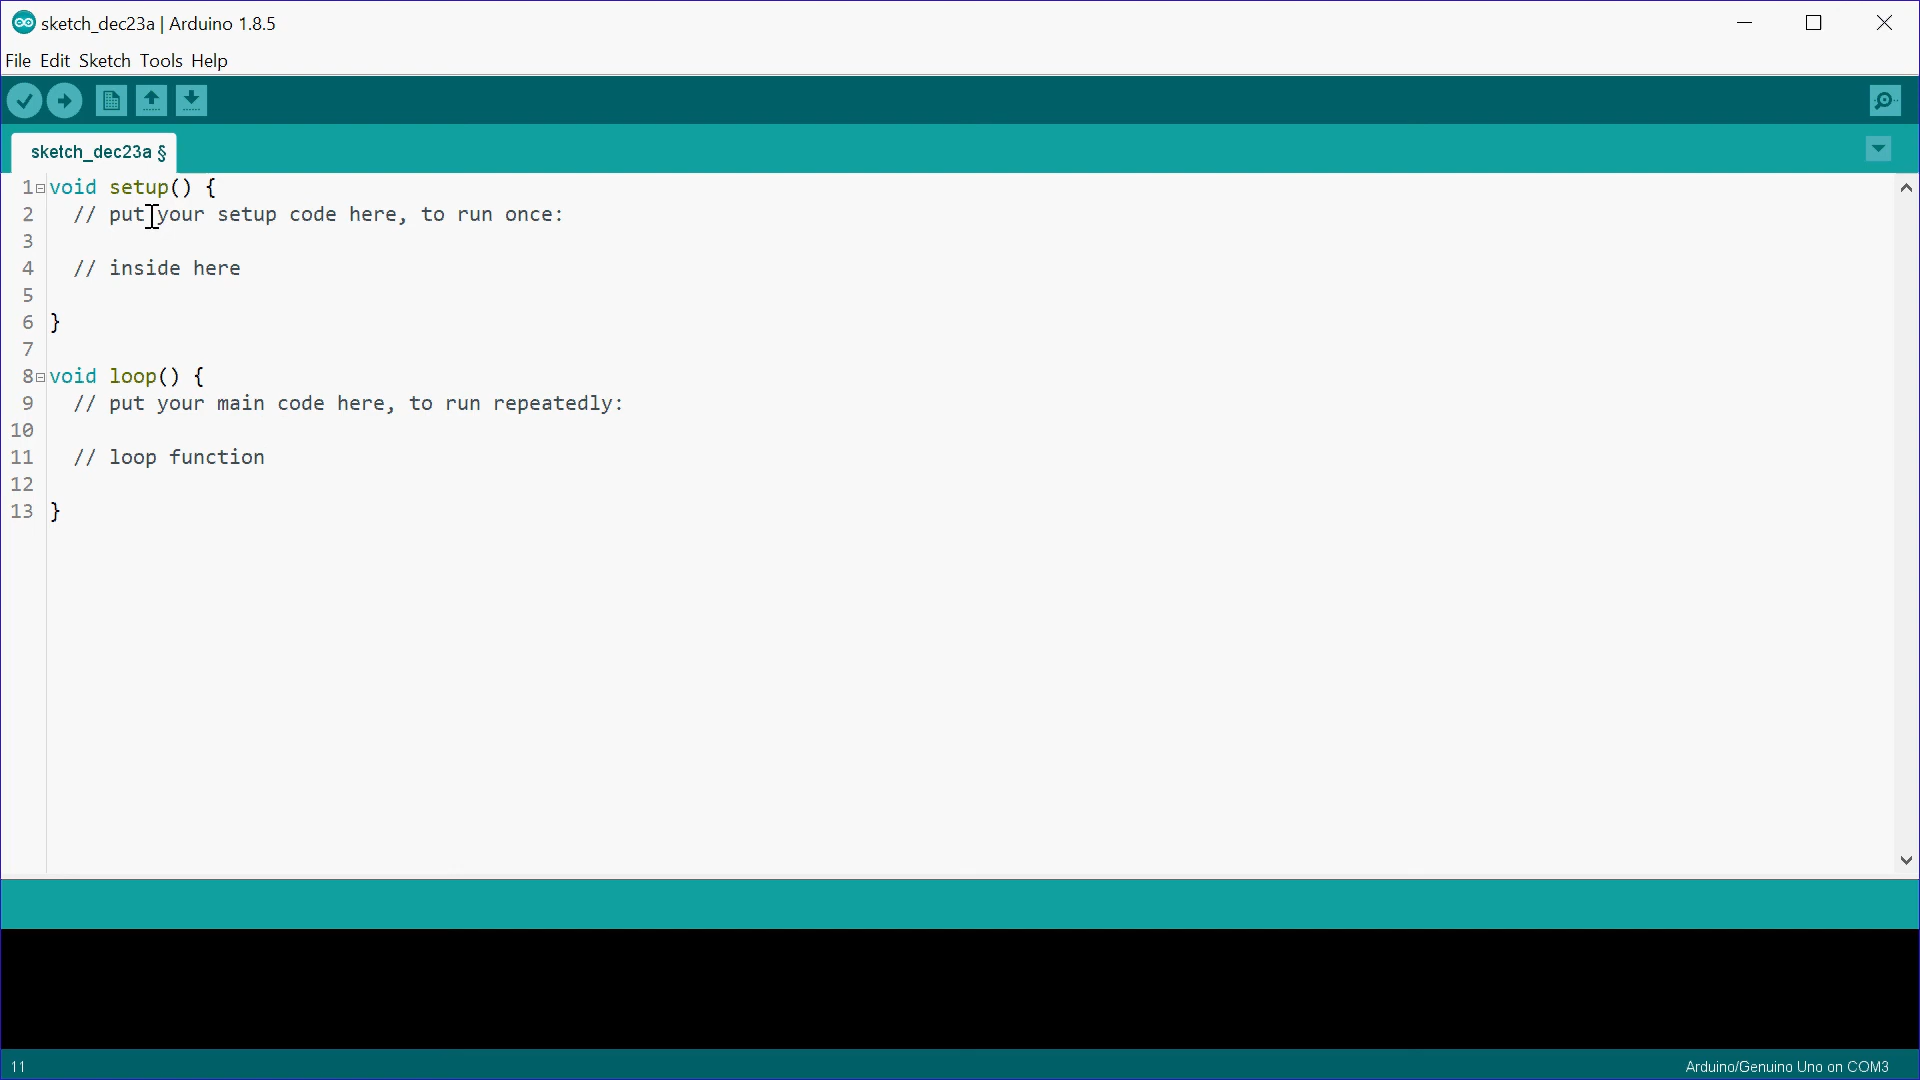 sketch_dec23a | Arduino 1.8.5
File Edit Sketch Tools Help
sketch_dec23a §
1 void setup() {
2   // put your setup code here, to run once:
3
4   // inside here
5
6 }
7
8 void loop() {
9   // put your main code here, to run repeatedly:
10
11   // loop function
12
13 }
11
Arduino/Genuino Uno on COM3